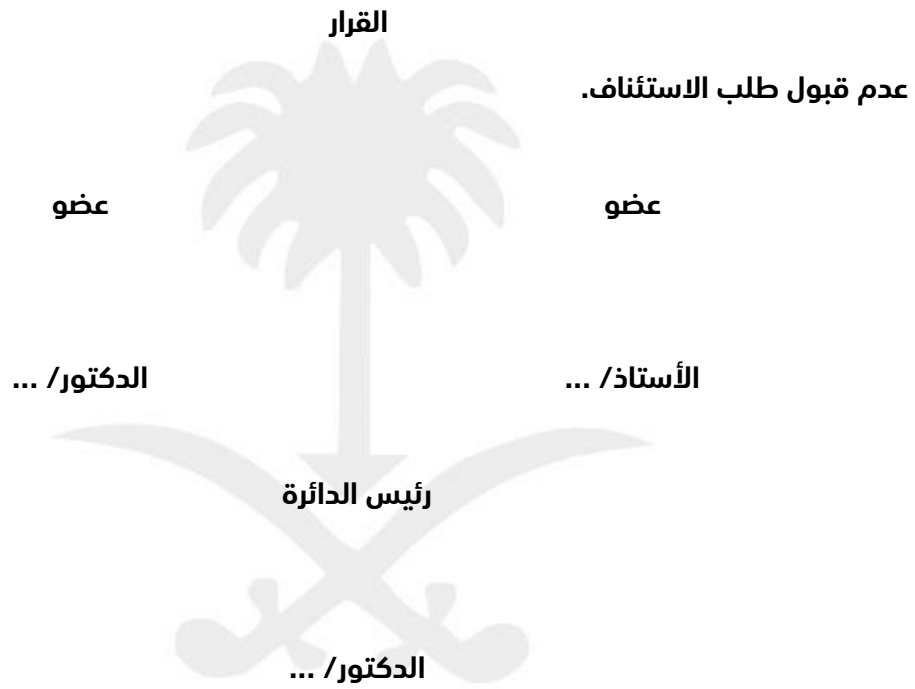 القرار
عدم قبول طلب الاستئناف.
عضو عضو
الأستاذ/ ... الدكتور/ ...
رئيس الدائرة
الدكتور/ ...